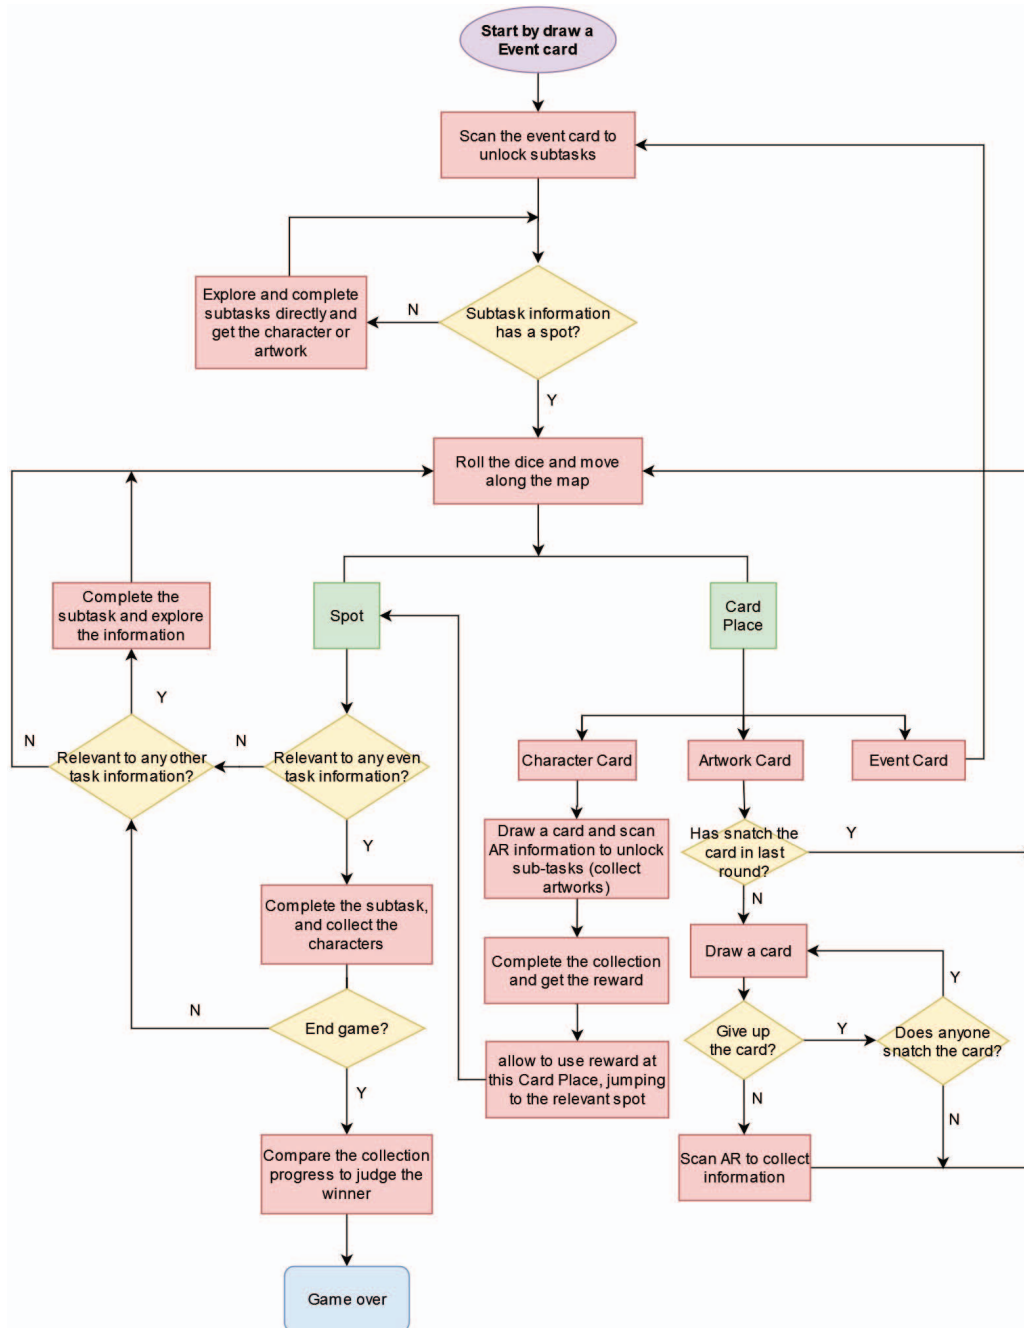 Start by draw a
Event card
Scan the event card to
unlock subtasks
Explore and complete
subtasks directly and
get the character or
artwork
N
Subtask information
has a spot?
Y
Roll the dice and move
along the map
Complete the
subtask and explore
the information
Spot
Card
Place
Y
N
Relevant to any other
task information?
N
Relevant to any even
task information?
Y
Character Card
Artwork Card
Event Card
Draw a card and scan
AR information to unlock
sub-tasks (collect
artworks)
Has snatch the
card in last
round?
Y
N
Complete the subtask,
and collect the
characters
Complete the collection
and get the reward
Draw a card
N
End game?
Y
allow to use reward at
this Card Place, jumping
to the relevant spot
Give up
the card?
Y
N
Does anyone
snatch the card?
Y
N
Compare the collection
progress to judge the
winner
Scan AR to collect
information
Game over